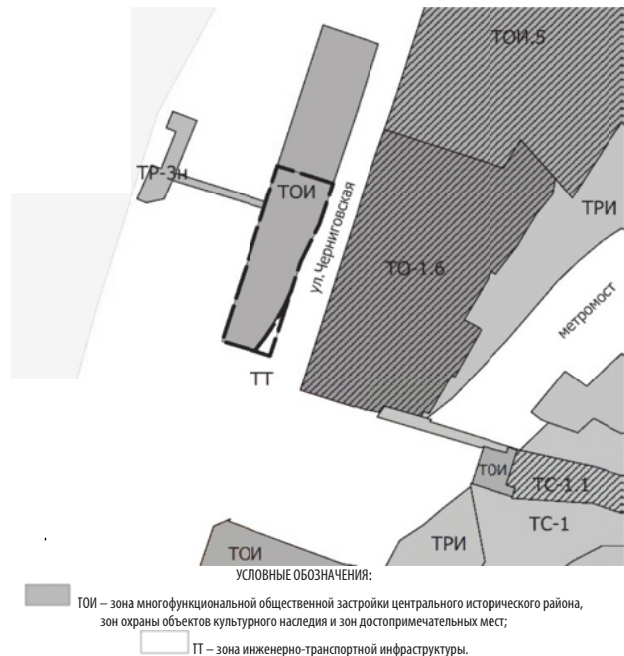 ТОИ.5
ТР-3н
ТОИ
ул. Черниговская
ТРИ
ТО-1.6
метромост
ТТ
ТОИ
ТС-1.1
ТС-1
ТРИ
ТОИ
УСЛОВНЫЕ ОБОЗНАЧЕНИЯ:
ТОИ – зона многофункциональной общественной застройки центрального исторического района,
зон охраны объектов культурного наследия и зон достопримечательных мест;
ТТ – зона инженерно-транспортной инфраструктуры.